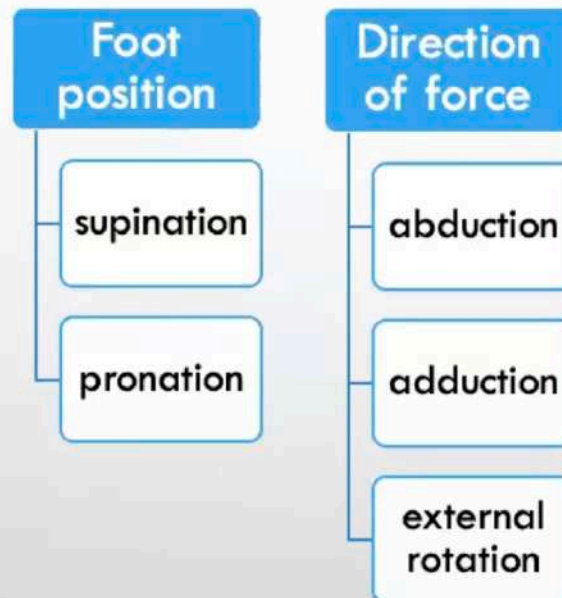 Foot
position
supination
pronation
Direction
of force
abduction
adduction
external
rotation